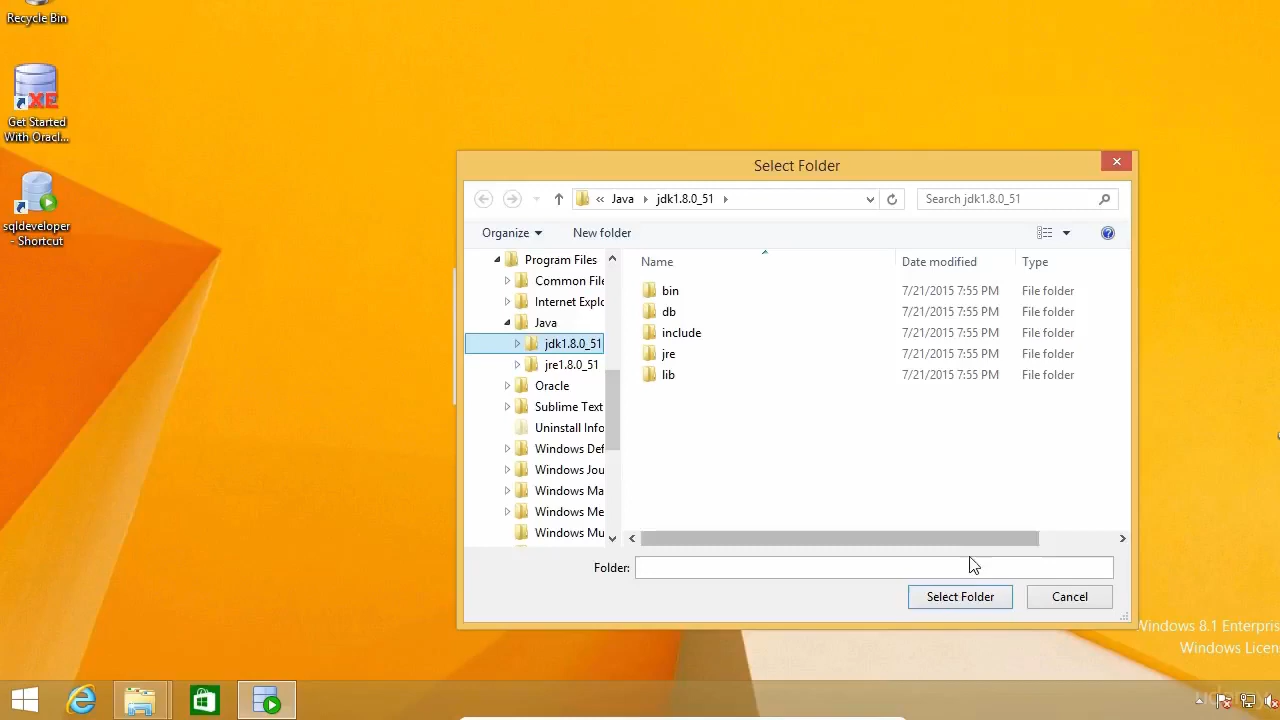 Recycle Bin
Get Started
With Oracl...
sqldeveloper
- Shortcut
Select Folder
« Java jdk1.8.0_51
Search jdk1.8.0_51
Organize
New folder
Program Files
Common File
Internet Explo
Java
jdk1.8.0_51
jre1.8.0_51
Oracle
Sublime Text
Uninstall Info
Windows Def
Windows Jou
Windows Ma
Windows Me
Windows Mu
Name Date modified Type
bin 7/21/2015 7:55 PM File folder
db 7/21/2015 7:55 PM File folder
include 7/21/2015 7:55 PM File folder
jre 7/21/2015 7:55 PM File folder
lib 7/21/2015 7:55 PM File folder
Folder:
Select Folder
Cancel
Windows 8.1 Enterpris
Windows Licen
XE